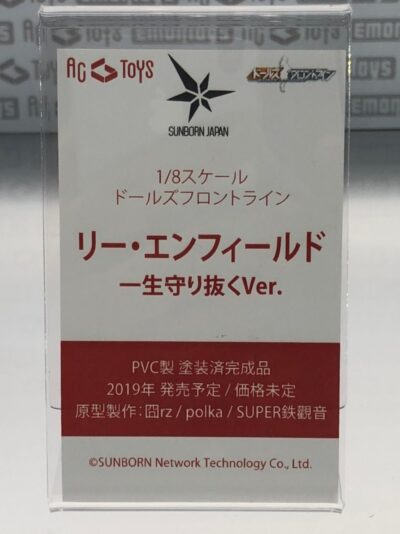 AC TOYS
SUNBORN JAPAN
ドールズフロントライン
1/8スケール
ドールズフロントライン
リー・エンフィールド
一生守り抜くVer.
PVC製 塗装済完成品
2019年 発売予定 / 価格未定
原型製作:囧rz / polka / SUPER鉄觀音
©SUNBORN Network Technology Co., Ltd.